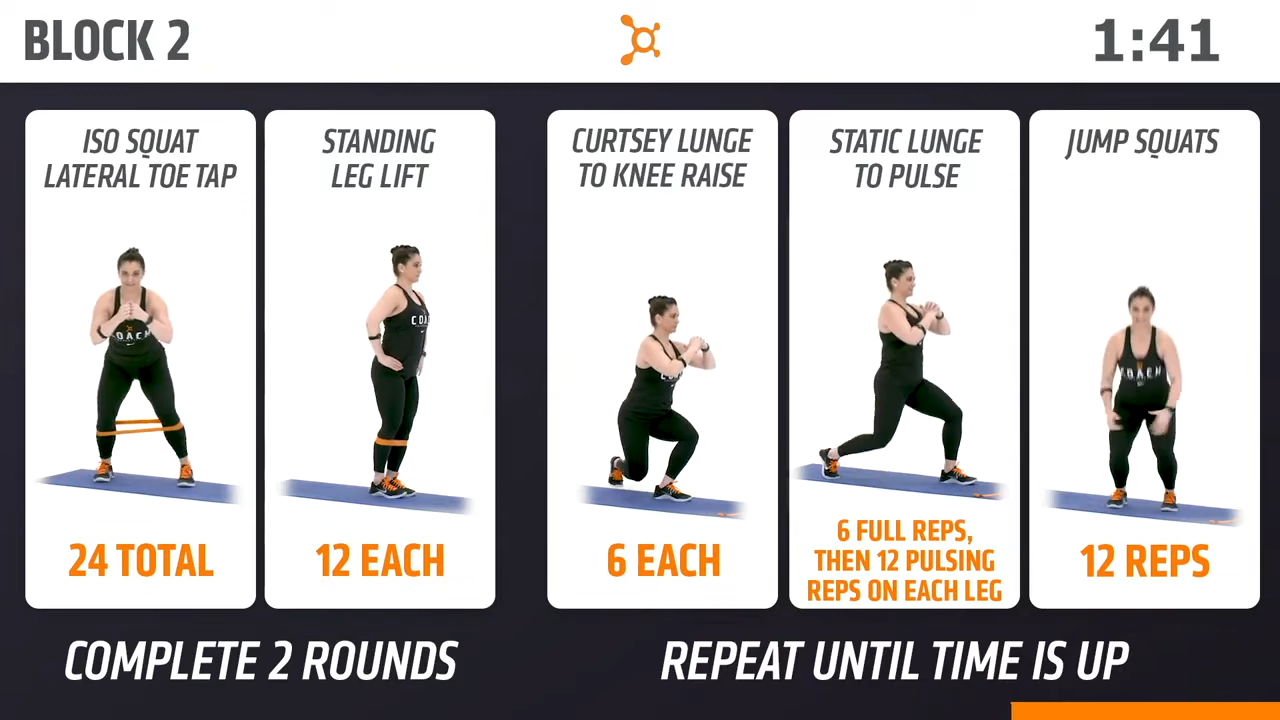 BLOCK 2
1:41
ISO SQUAT
LATERAL TOE TAP
STANDING
LEG LIFT
CURTSEY LUNGE
TO KNEE RAISE
STATIC LUNGE
TO PULSE
JUMP SQUATS
COACH
24 TOTAL
12 EACH
6 EACH
6 FULL REPS,
THEN 12 PULSING
REPS ON EACH LEG
12 REPS
COMPLETE 2 ROUNDS
REPEAT UNTIL TIME IS UP